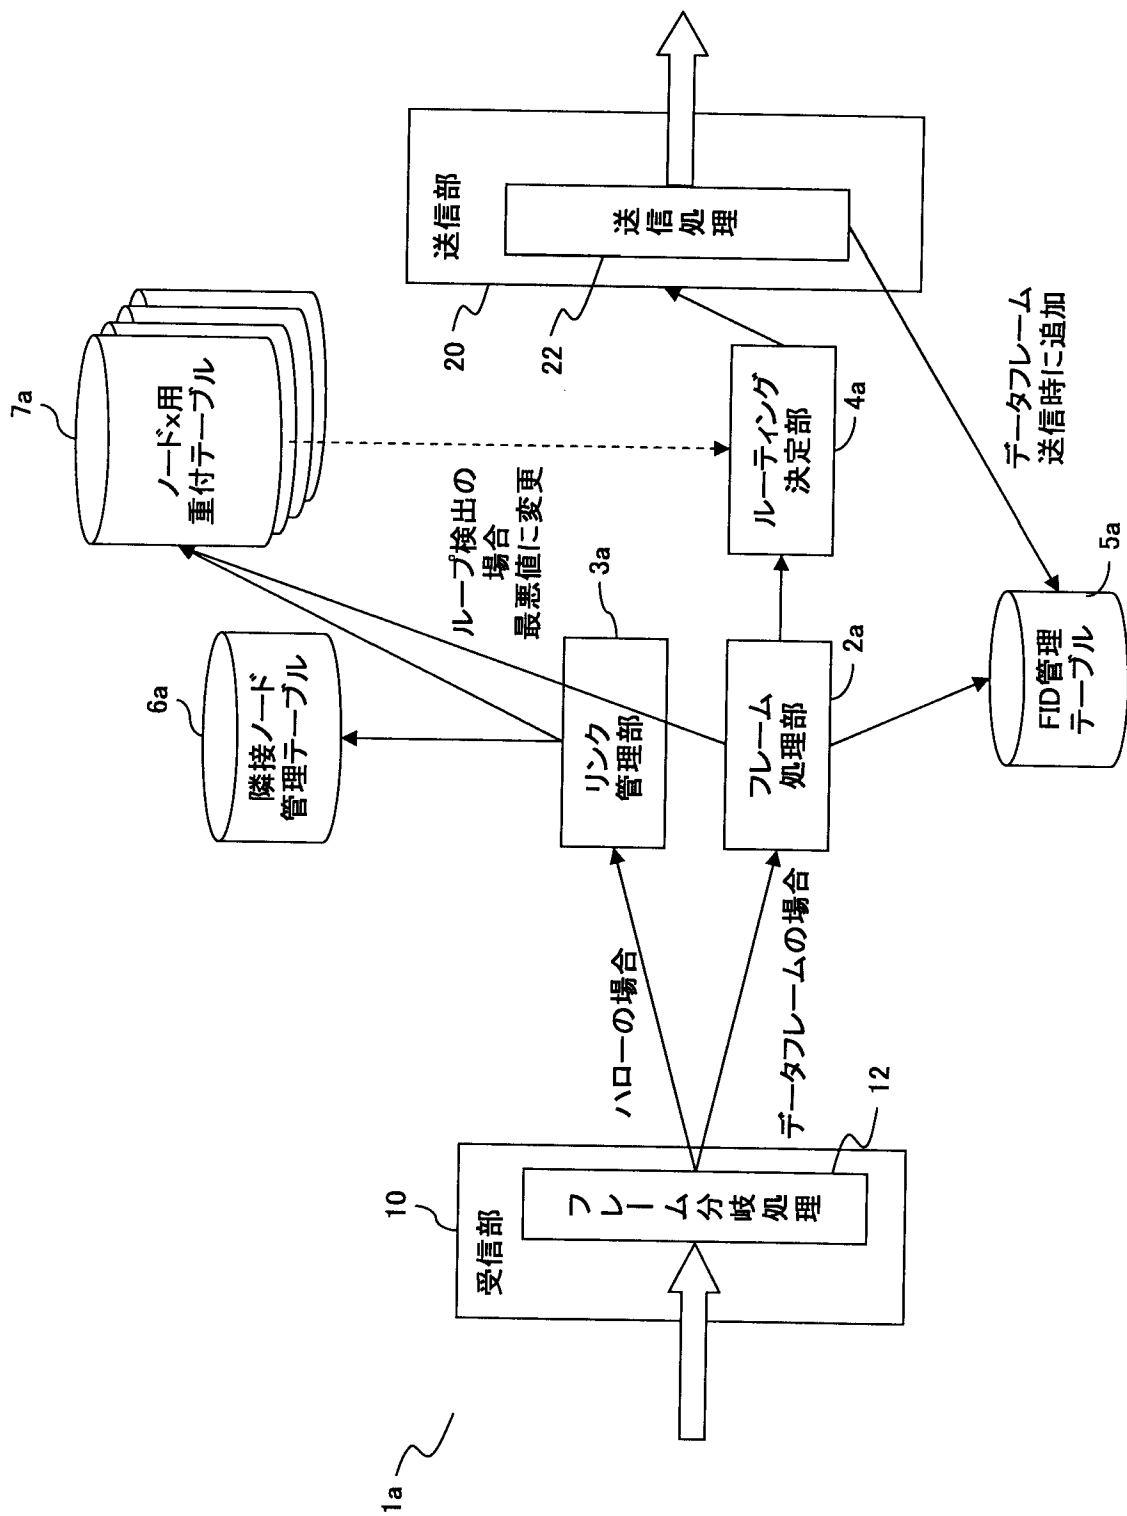 1a
10
受信部
フレーム分岐処理
12
ハローの場合
データフレームの場合
6a
隣接ノード
管理テーブル
7a
ノードx用
重付テーブル
ループ検出の
場合
最悪値に変更
3a
リンク
管理部
2a
フレーム
処理部
5a
FID管理
テーブル
4a
ルーティング
決定部
20
送信部
22
送信処理
データフレーム
送信時に追加